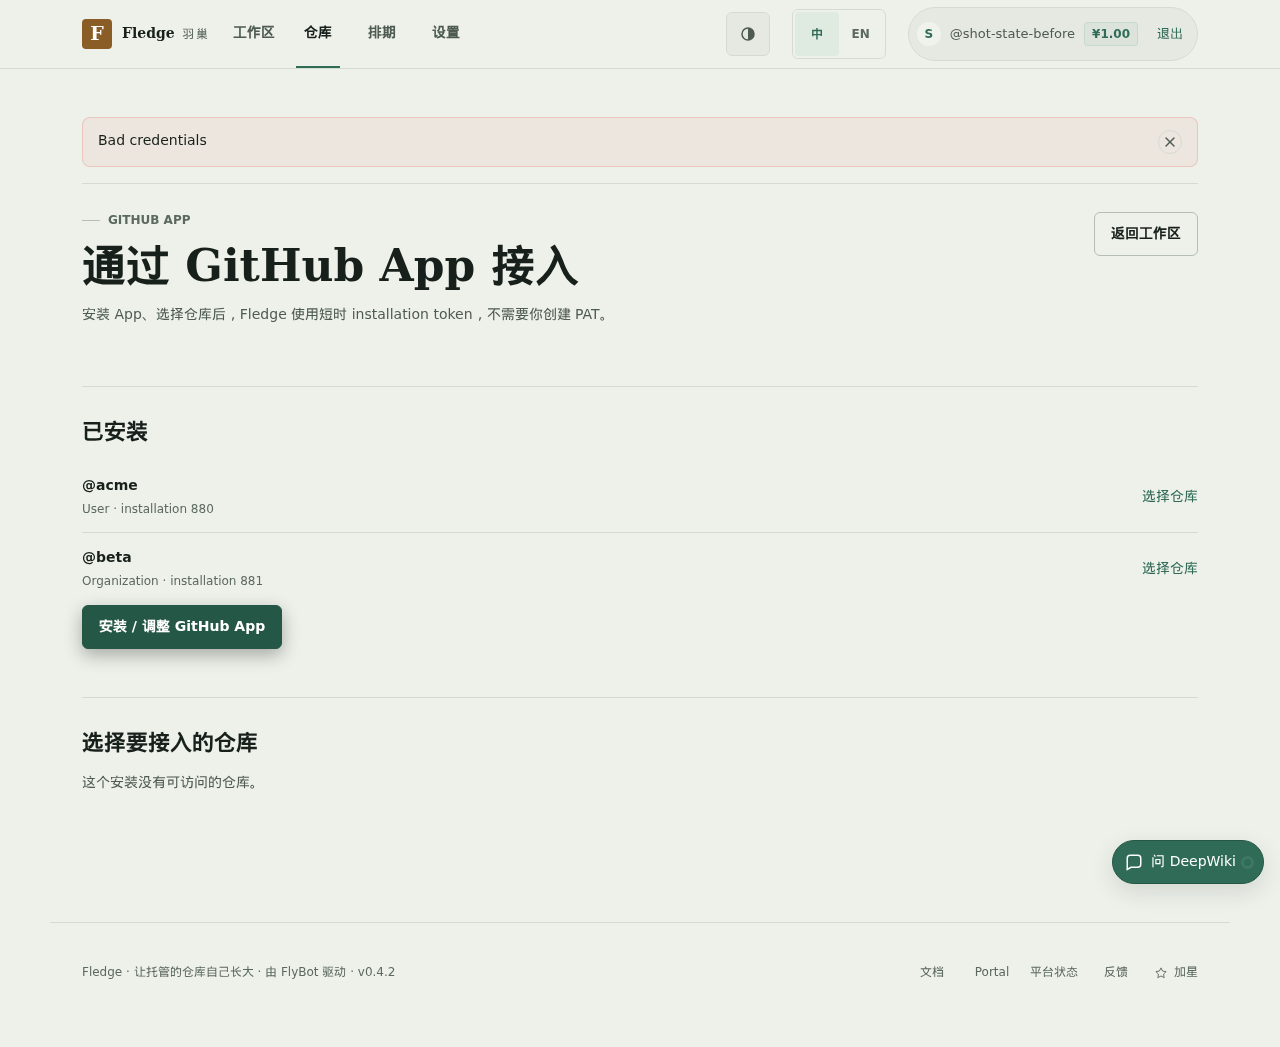 F Fledge 羽巢 工作区 仓库 排期 设置 中 EN S @shot-state-before ¥1.00 退出
Bad credentials
GITHUB APP
返回工作区
通过 GitHub App 接入
安装 App、选择仓库后，Fledge 使用短时 installation token，不需要你创建 PAT。
已安装
@acme
User · installation 880
选择仓库
@beta
Organization · installation 881
选择仓库
安装 / 调整 GitHub App
选择要接入的仓库
这个安装没有可访问的仓库。
问 DeepWiki
Fledge · 让托管的仓库自己长大 · 由 FlyBot 驱动 · v0.4.2 文档 Portal 平台状态 反馈 加星